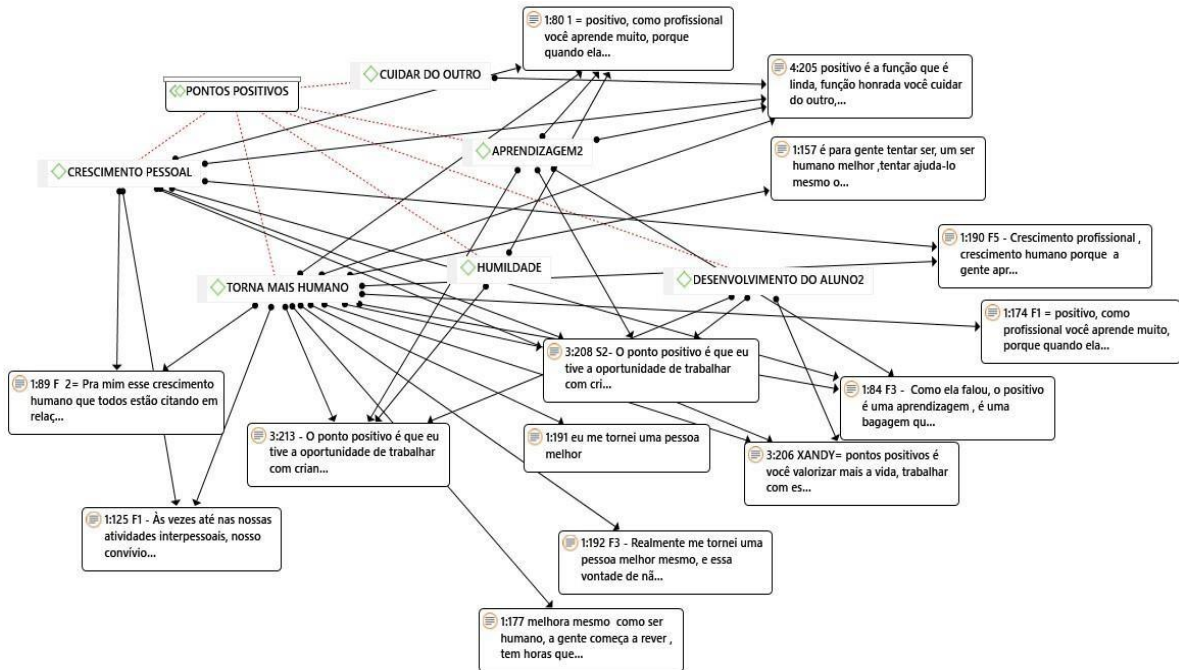 1:80 1 = positivo, como profissional
você aprende muito, porque
quando ela...
CUIDAR DO OUTRO
4:205 positivo é a função que é
linda, função honrada você cuidar
do outro,...
PONTOS POSITIVOS
APRENDIZAGEM2
1:157 é para gente tentar ser, um ser
humano melhor ,tentar ajuda-lo
mesmo o...
CRESCIMENTO PESSOAL
1:190 F5 - Crescimento profissional ,
crescimento humano porque a
gente apr...
HUMILDADE
DESENVOLVIMENTO DO ALUNO2
TORNA MAIS HUMANO
1:174 F1 = positivo, como
profissional você aprende muito,
porque quando ela...
3:208 S2- O ponto positivo é que eu
tive a oportunidade de trabalhar
com cri...
1:89 F 2= Pra mim esse crescimento
humano que todos estão citando em
relaç...
1:84 F3 - Como ela falou, o positivo
é uma aprendizagem , é uma
bagagem qu...
3:213 - O ponto positivo é que eu
tive a oportunidade de trabalhar
com crian...
1:191 eu me tornei uma pessoa
melhor
3:206 XANDY= pontos positivos é
você valorizar mais a vida, trabalhar
com es...
1:125 F1 - Às vezes até nas nossas
atividades interpessoais, nosso
convívio...
1:192 F3 - Realmente me tornei uma
pessoa melhor mesmo, e essa
vontade de nã...
1:177 melhora mesmo como ser
humano, a gente começa a rever ,
tem horas que...